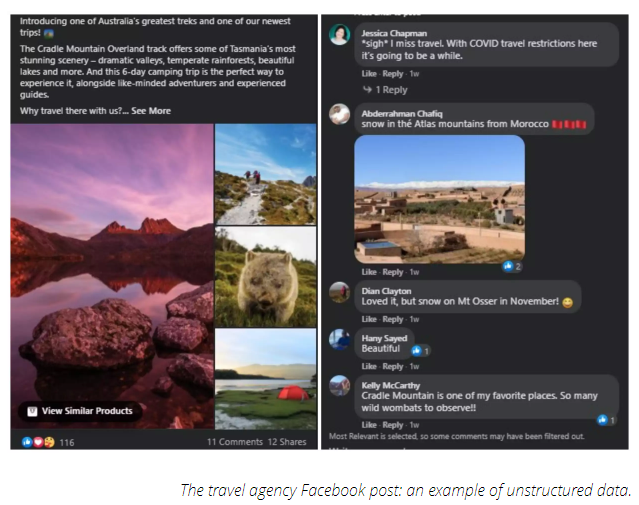 Introducing one of Australia's greatest treks and one of our newest
trips!
The Cradle Mountain Overland track offers some of Tasmania's most
stunning scenery – dramatic valleys, temperate rainforests, beautiful
lakes and more. And this 6-day camping trip is the perfect way to
experience it, alongside like-minded adventurers and experienced
guides.
Why travel there with us?... See More
View Similar Products
116
11 Comments 12 Shares
Jessica Chapman
*sigh* I miss travel. With COVID travel restrictions here
it's going to be a while.
Like · Reply · 1w
1 Reply
Abderrahman Chafiq
snow in thé Atlas mountains from Morocco
2
Like · Reply · 1w
Dian Clayton
Loved it, but snow on Mt Osser in November!
Like · Reply · 1w
Hany Sayed
Beautiful
1
Like · Reply · 1w
Kelly McCarthy
Cradle Mountain is one of my favorite places. So many
wild wombats to observe!!
1
Like · Reply · 1w
Most Relevant is selected, so some comments may have been filtered out.
The travel agency Facebook post: an example of unstructured data.